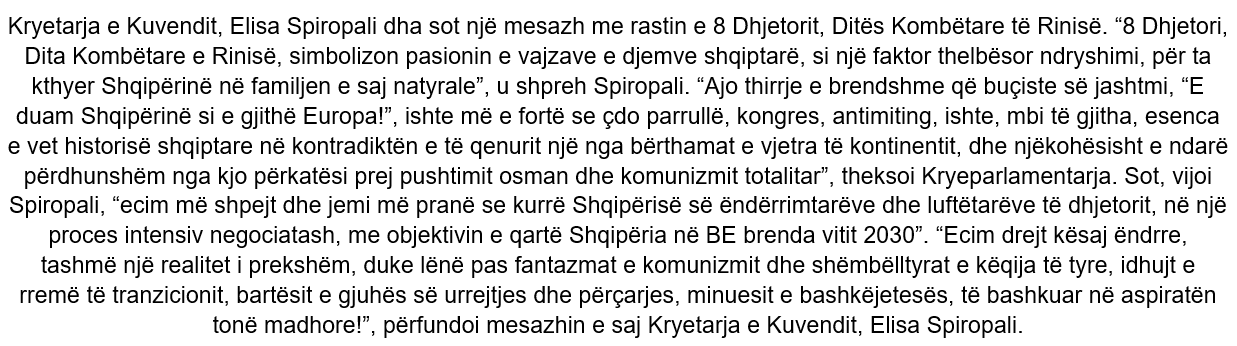 Kryetarja e Kuvendit, Elisa Spiropali dha sot një mesazh me rastin e 8 Dhjetorit, Ditës Kombëtare të Rinisë. “8 Dhjetori,
Dita Kombëtare e Rinisë, simbolizon pasionin e vajzave e djemve shqiptarë, si një faktor thelbësor ndryshimi, për ta
kthyer Shqipërinë në familjen e saj natyrale”, u shpreh Spiropali. “Ajo thirrje e brendshme që buçiste së jashtmi, “E
duam Shqipërinë si e gjithë Europa!”, ishte më e fortë se çdo parrullë, kongres, antimiting, ishte, mbi të gjitha, esenca
e vet historisë shqiptare në kontradiktën e të qenurit një nga bërthamat e vjetra të kontinentit, dhe njëkohësisht e ndarë
përdhunshëm nga kjo përkatësi prej pushtimit osman dhe komunizmit totalitar”, theksoi Kryeparlamentarja. Sot, vijoi
Spiropali, “ecim më shpejt dhe jemi më pranë se kurrë Shqipërisë së ëndërrimtarëve dhe luftëtarëve të dhjetorit, në një
proces intensiv negociatash, me objektivin e qartë Shqipëria në BE brenda vitit 2030”. “Ecim drejt kësaj ëndrre,
tashmë një realitet i prekshëm, duke lënë pas fantazmat e komunizmit dhe shëmbëlltyrat e këqija të tyre, idhujt e
rremë të tranzicionit, bartësit e gjuhës së urrejtjes dhe përçarjes, minuesit e bashkëjetesës, të bashkuar në aspiratën
tonë madhore!”, përfundoi mesazhin e saj Kryetarja e Kuvendit, Elisa Spiropali.